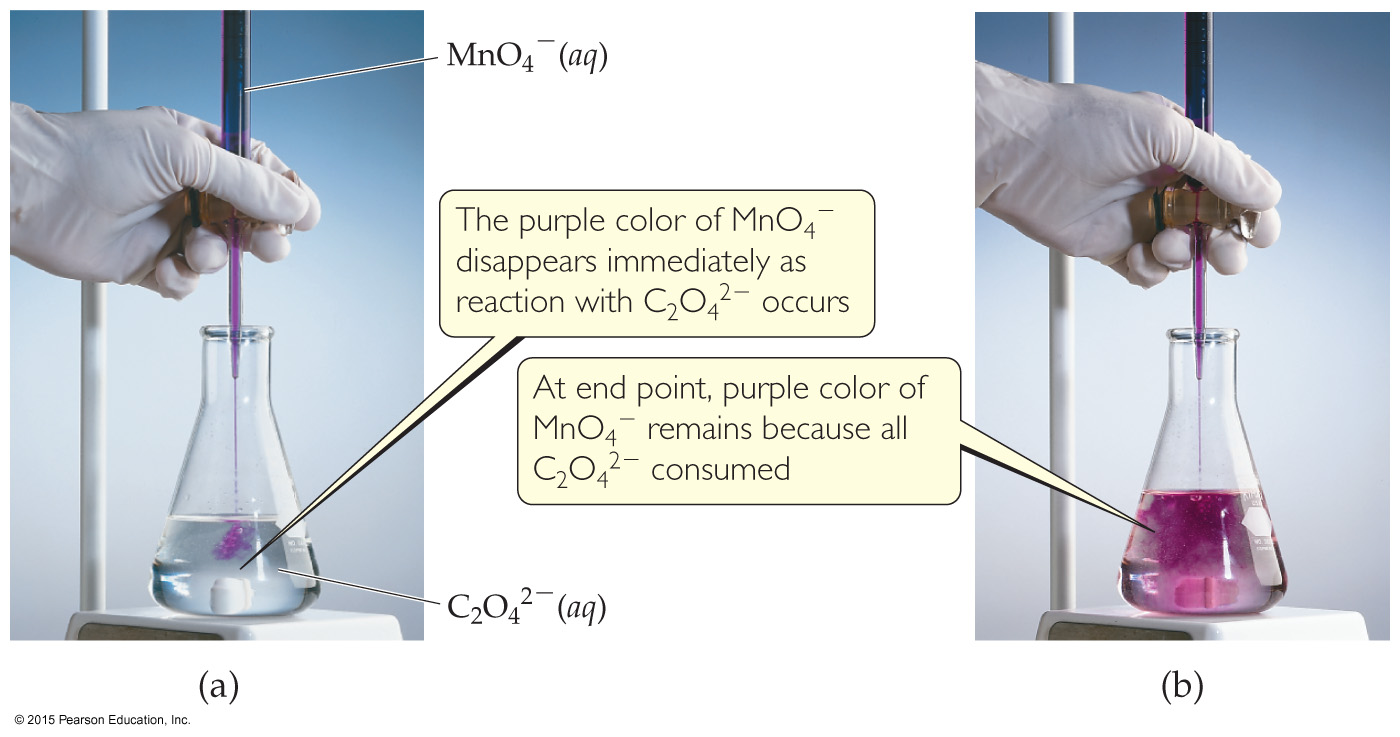 MnO₄⁻(aq)
The purple color of MnO₄⁻
disappears immediately as
reaction with C₂O₄²⁻ occurs
At end point, purple color of
MnO₄⁻ remains because all
C₂O₄²⁻ consumed
C₂O₄²⁻(aq)
(a)
(b)
© 2015 Pearson Education, Inc.